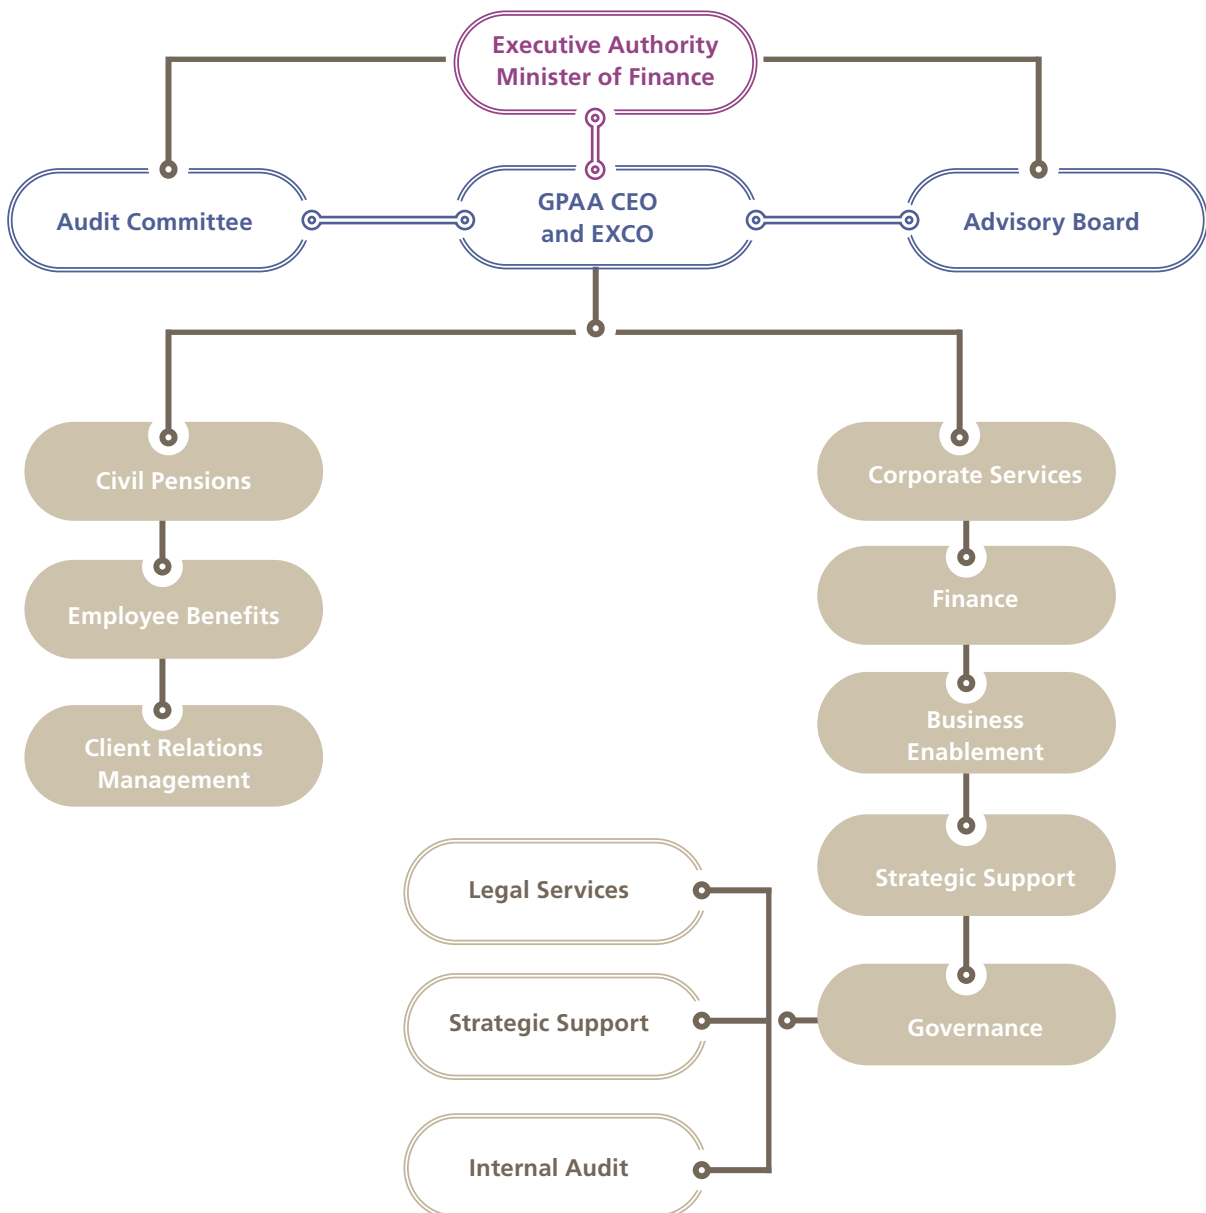 Executive Authority
Minister of Finance
Audit Committee
GPAA CEO
and EXCO
Advisory Board
Civil Pensions
Employee Benefits
Client Relations
Management
Corporate Services
Finance
Business
Enablement
Strategic Support
Governance
Legal Services
Strategic Support
Internal Audit